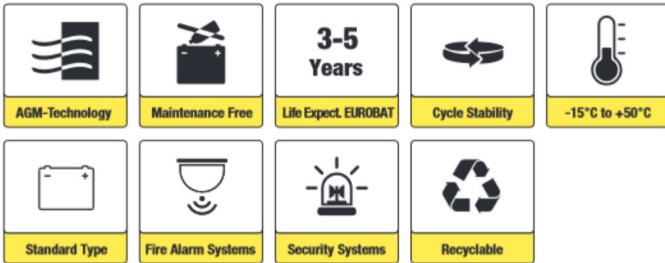 3-5
Years
AGM-Technology
Maintenance Free
Life Expect. EUROBAT
Cycle Stability
-15°C to +50°C
Standard Type
Fire Alarm Systems
Security Systems
Recyclable